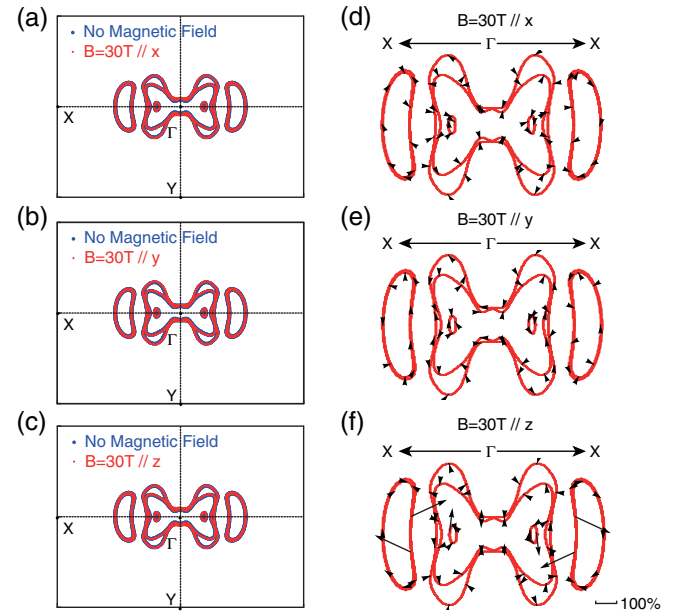 (a)
No Magnetic Field
B=30T // x
X
Γ
Y
(b)
No Magnetic Field
B=30T // y
X
Γ
Y
(c)
No Magnetic Field
B=30T // z
X
Γ
Y
(d)
B=30T // x
X Γ X
(e)
B=30T // y
X Γ X
(f)
B=30T // z
X Γ X
100%